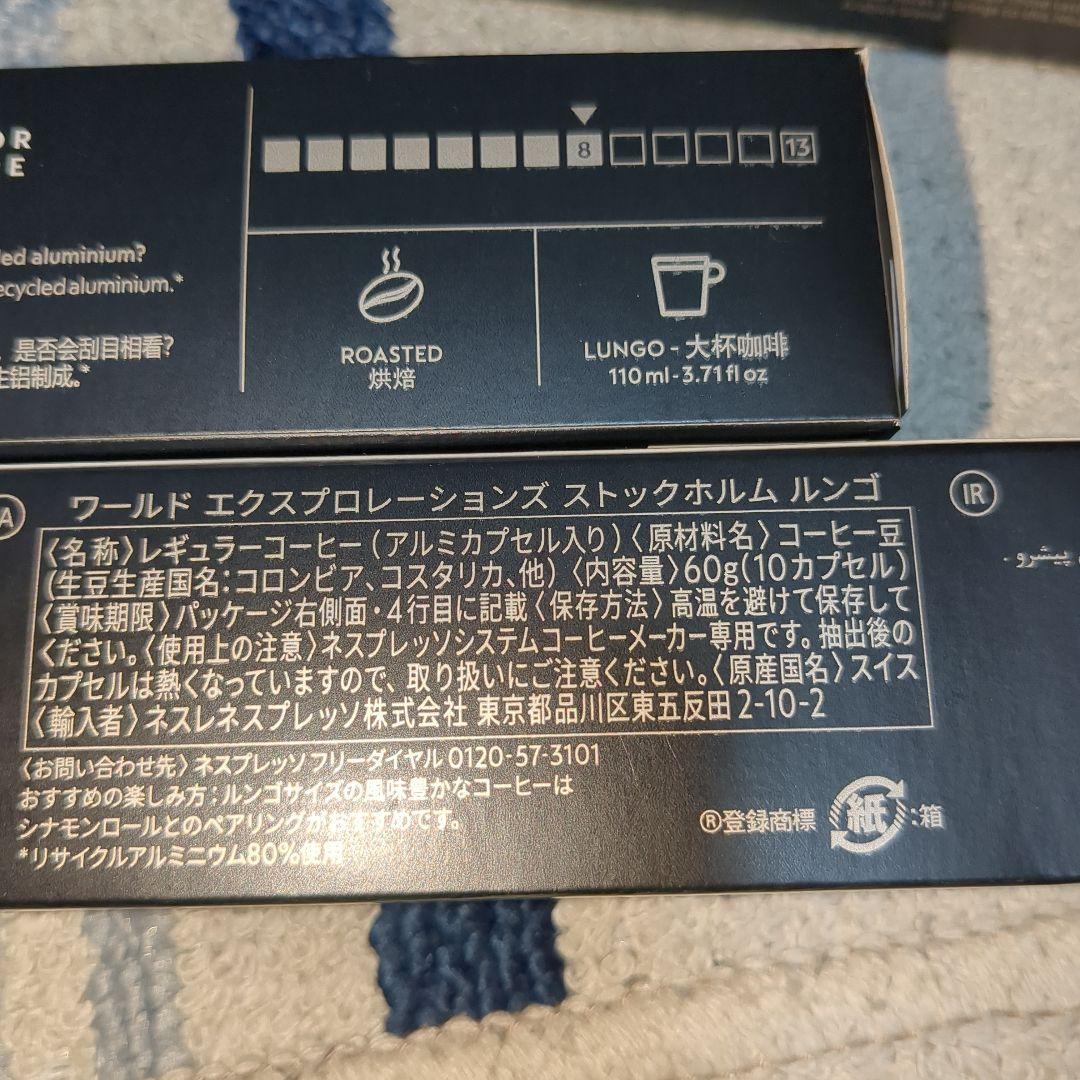 OR
E
8
13
led aluminium?
ecycled aluminium.*
是否会刮目相看?
生铝制成。*
ROASTED
烘焙
LUNGO - 大杯咖啡
110 ml - 3.71 fl oz
A
ワールド エクスプロレーションズ ストックホルム ルンゴ
IR
〈名称〉レギュラーコーヒー(アルミカプセル入り)〈原材料名〉コーヒー豆
(生豆生産国名:コロンビア、コスタリカ、他)〈内容量〉60g(10カプセル)
〈賞味期限〉パッケージ右側面・4行目に記載〈保存方法〉高温を避けて保存して
ください。〈使用上の注意〉ネスプレッソシステムコーヒーメーカー専用です。抽出後の
カプセルは熱くなっていますので、取り扱いにご注意ください。〈原産国名〉スイス
〈輸入者〉ネスレネスプレッソ株式会社 東京都品川区東五反田 2-10-2
〈お問い合わせ先〉ネスプレッソフリーダイヤル 0120-57-3101
おすすめの楽しみ方:ルンゴサイズの風味豊かなコーヒーは
シナモンロールとのペアリングがおすすめです。
*リサイクルアルミニウム80%使用
®登録商標
紙:箱